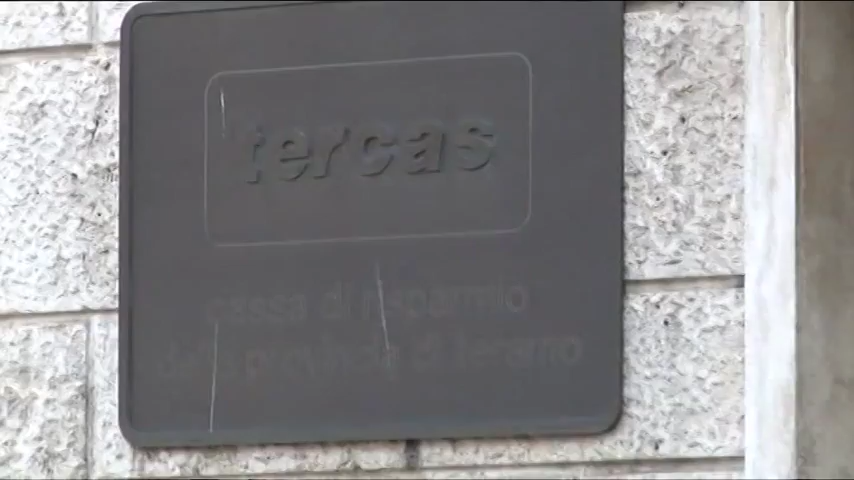 tercas
cassa di risparmio
della provincia di teramo